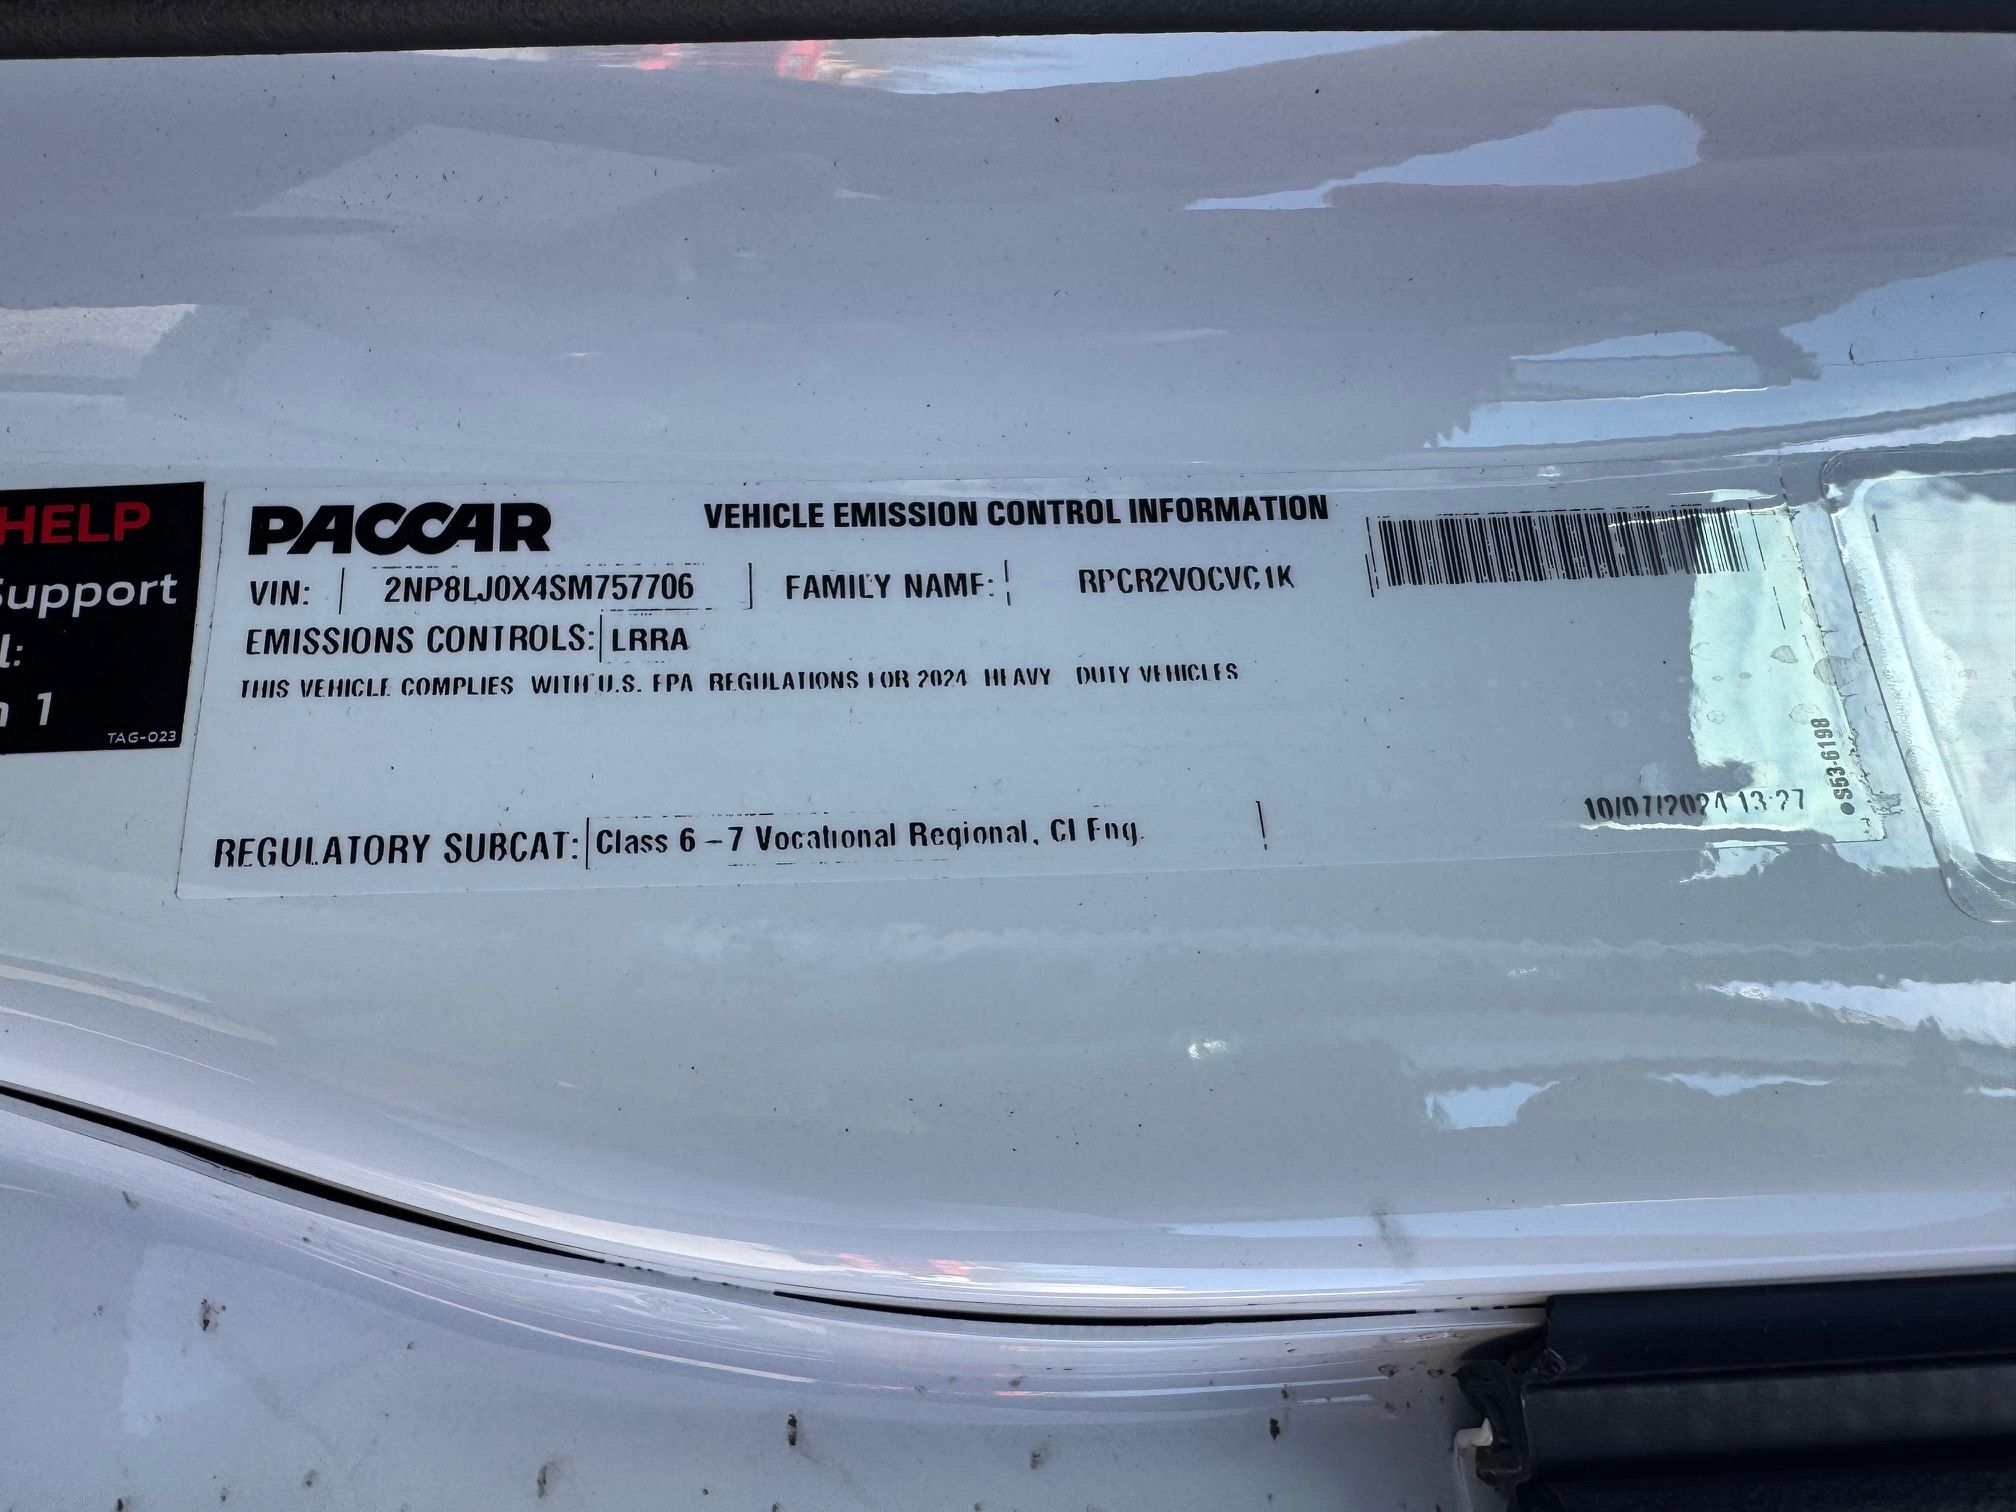 HELP
Support
l:
n 1
TAG-023
PACCAR
VEHICLE EMISSION CONTROL INFORMATION
VIN: 2NP8LJ0X4SM757706 FAMILY NAME: RPCR2VOCVC1K
EMISSIONS CONTROLS: LRRA
THIS VEHICLE COMPLIES WITH U.S. EPA REGULATIONS FOR 2024 HEAVY DUTY VEHICLES
REGULATORY SUBCAT: Class 6 - 7 Vocational Regional, CI Eng.
10/07/2024 13:27
S53-6198